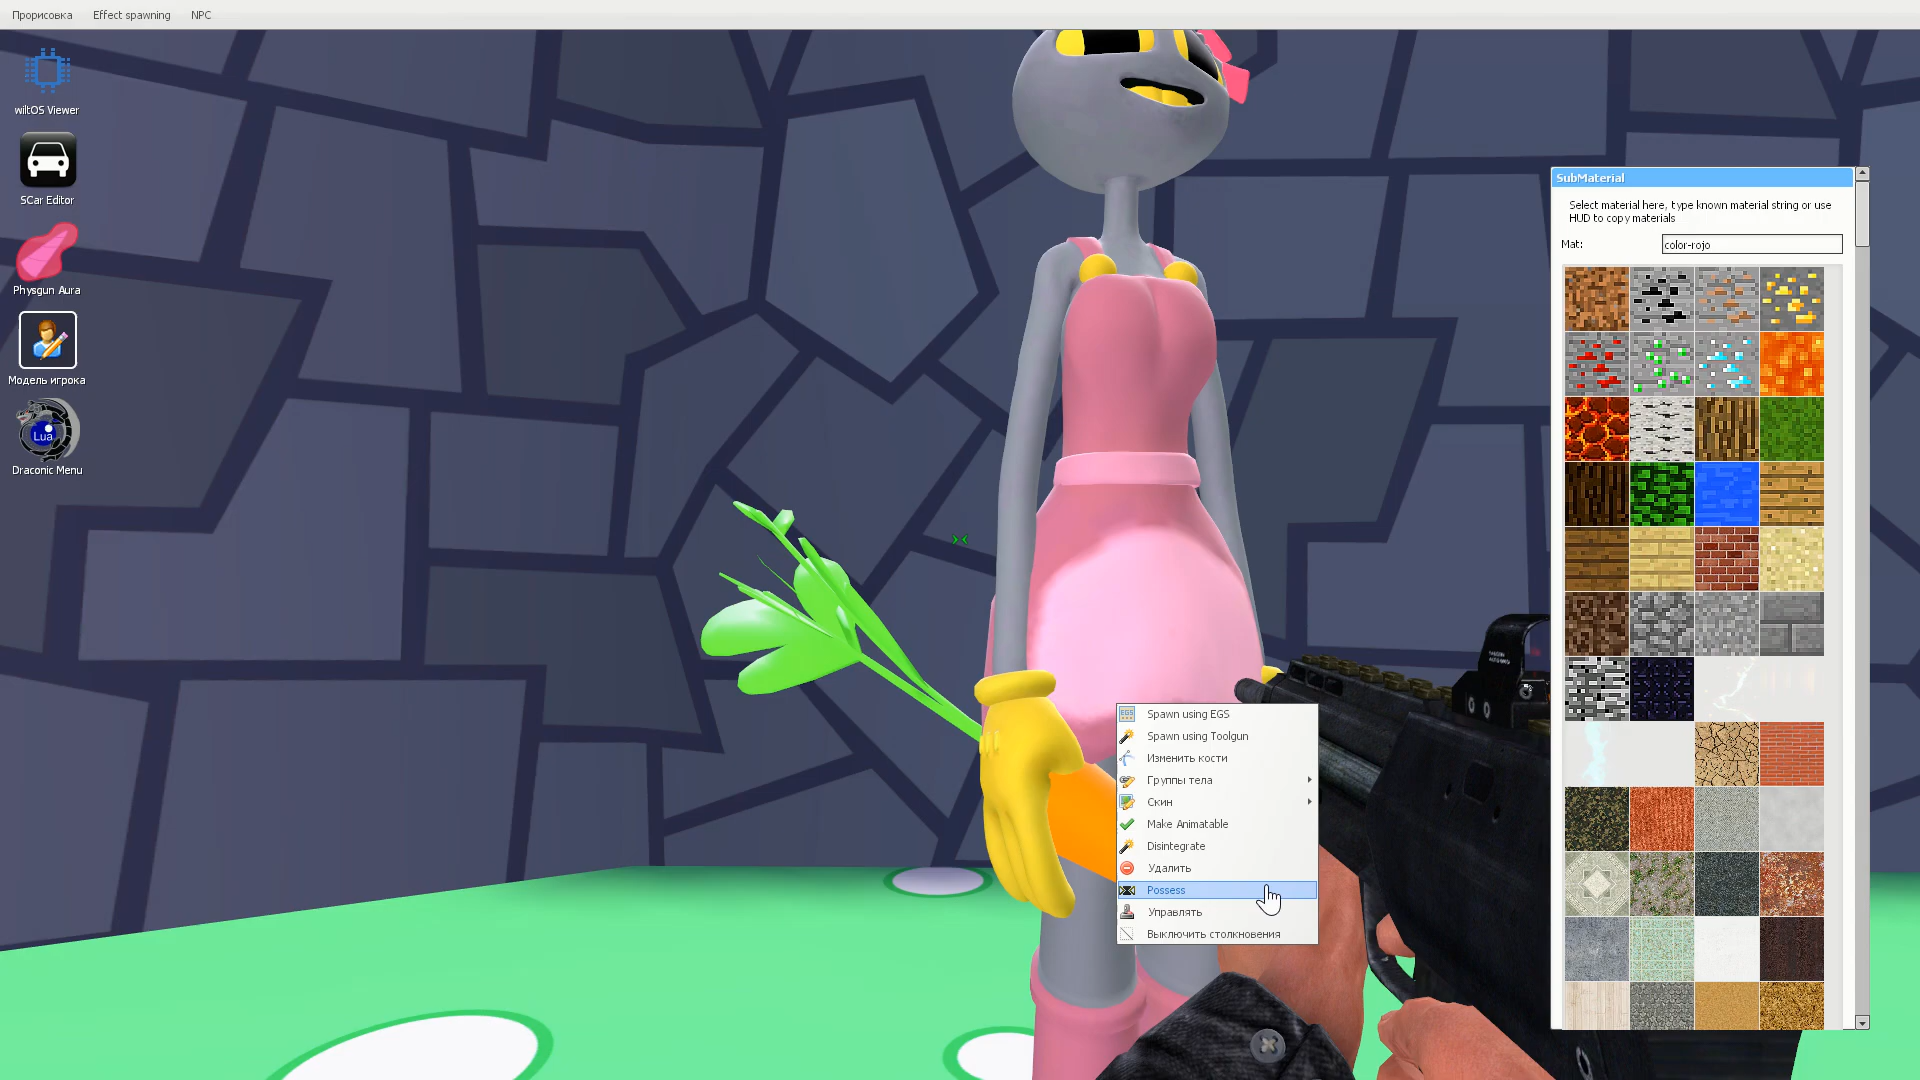 Прорисовка Effect spawning NPC
wiltOS Viewer
SCar Editor
Physgun Aura
Модель игрока
Lua
Draconic Menu
Spawn using EGS
Spawn using Toolgun
Изменить кости
Группы тела
Скин
Make Animatable
Disintegrate
Удалить
Possess
Управлять
Выключить столкновения
SubMaterial
Select material here, type known material string or use
HUD to copy materials
Mat: color-rojo
EGS